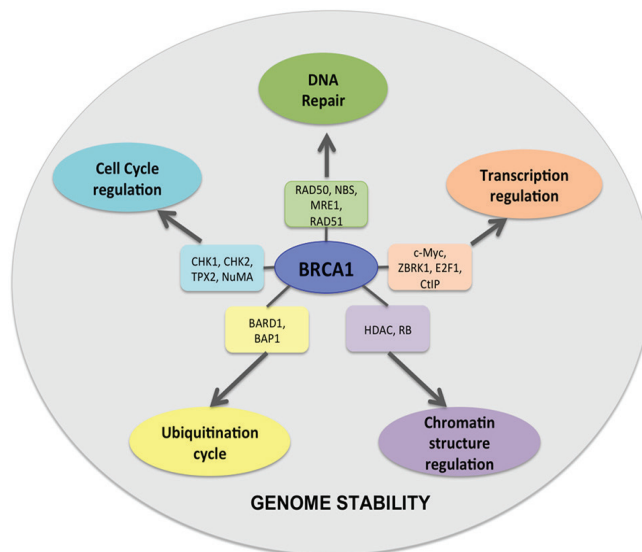 DNA
Repair
Cell Cycle
regulation
Transcription
regulation
RAD50, NBS,
MRE1,
RAD51
CHK1, CHK2,
TPX2, NuMA
BRCA1
c-Myc,
ZBRK1, E2F1,
CtIP
BARD1,
BAP1
HDAC, RB
Ubiquitination
cycle
Chromatin
structure
regulation
GENOME STABILITY